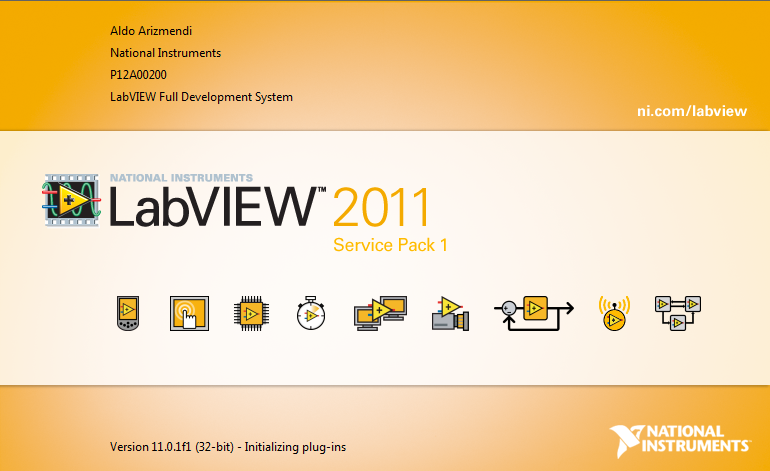 Aldo Arizmendi
National Instruments
P12A00200
LabVIEW Full Development System
ni.com/labview
NATIONAL INSTRUMENTS
LabVIEW™ 2011
Service Pack 1
Version 11.0.1f1 (32-bit) - Initializing plug-ins
NATIONAL
INSTRUMENTS